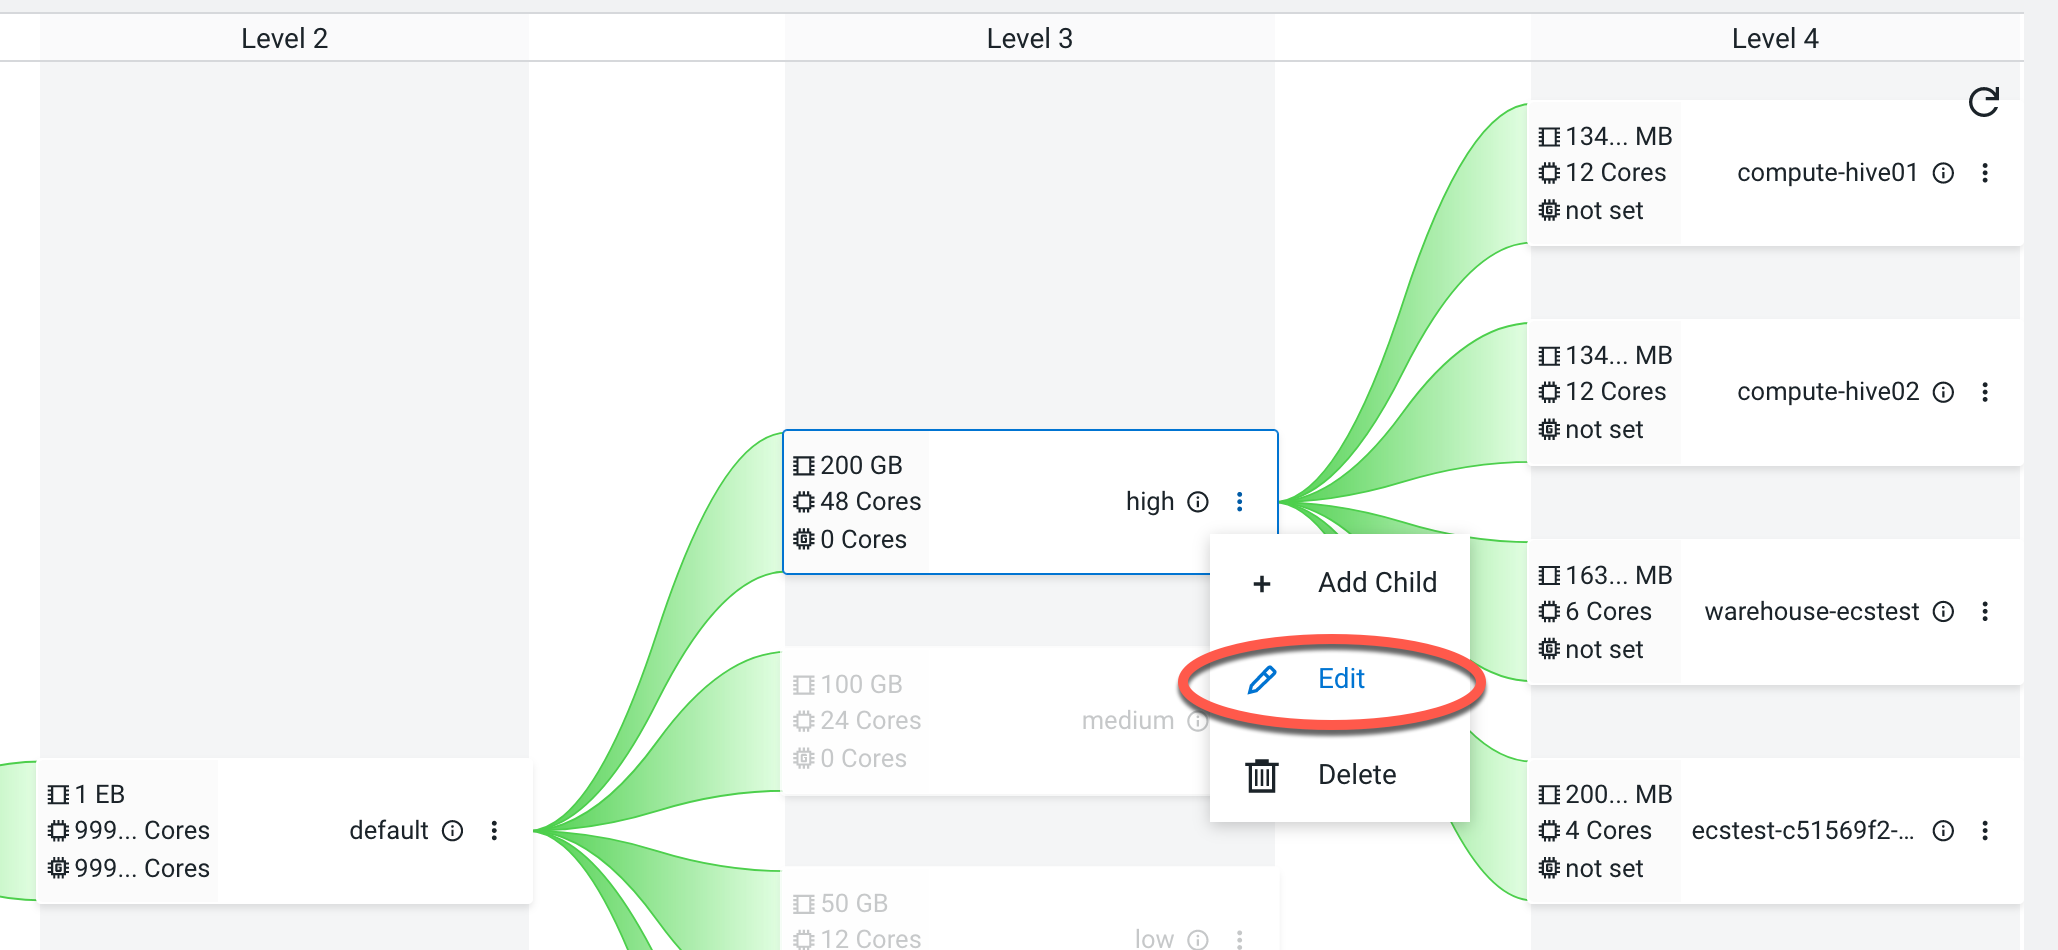 Level 2
Level 3
Level 4
134... MB
12 Cores
compute-hive01
not set
134... MB
12 Cores
compute-hive02
not set
200 GB
48 Cores
high
0 Cores
Add Child
Edit
Delete
163... MB
6 Cores
warehouse-ecstest
not set
100 GB
24 Cores
medium
0 Cores
1 EB
999... Cores
default
999... Cores
200... MB
4 Cores
ecstest-c51569f2-...
not set
50 GB
12 Cores
low